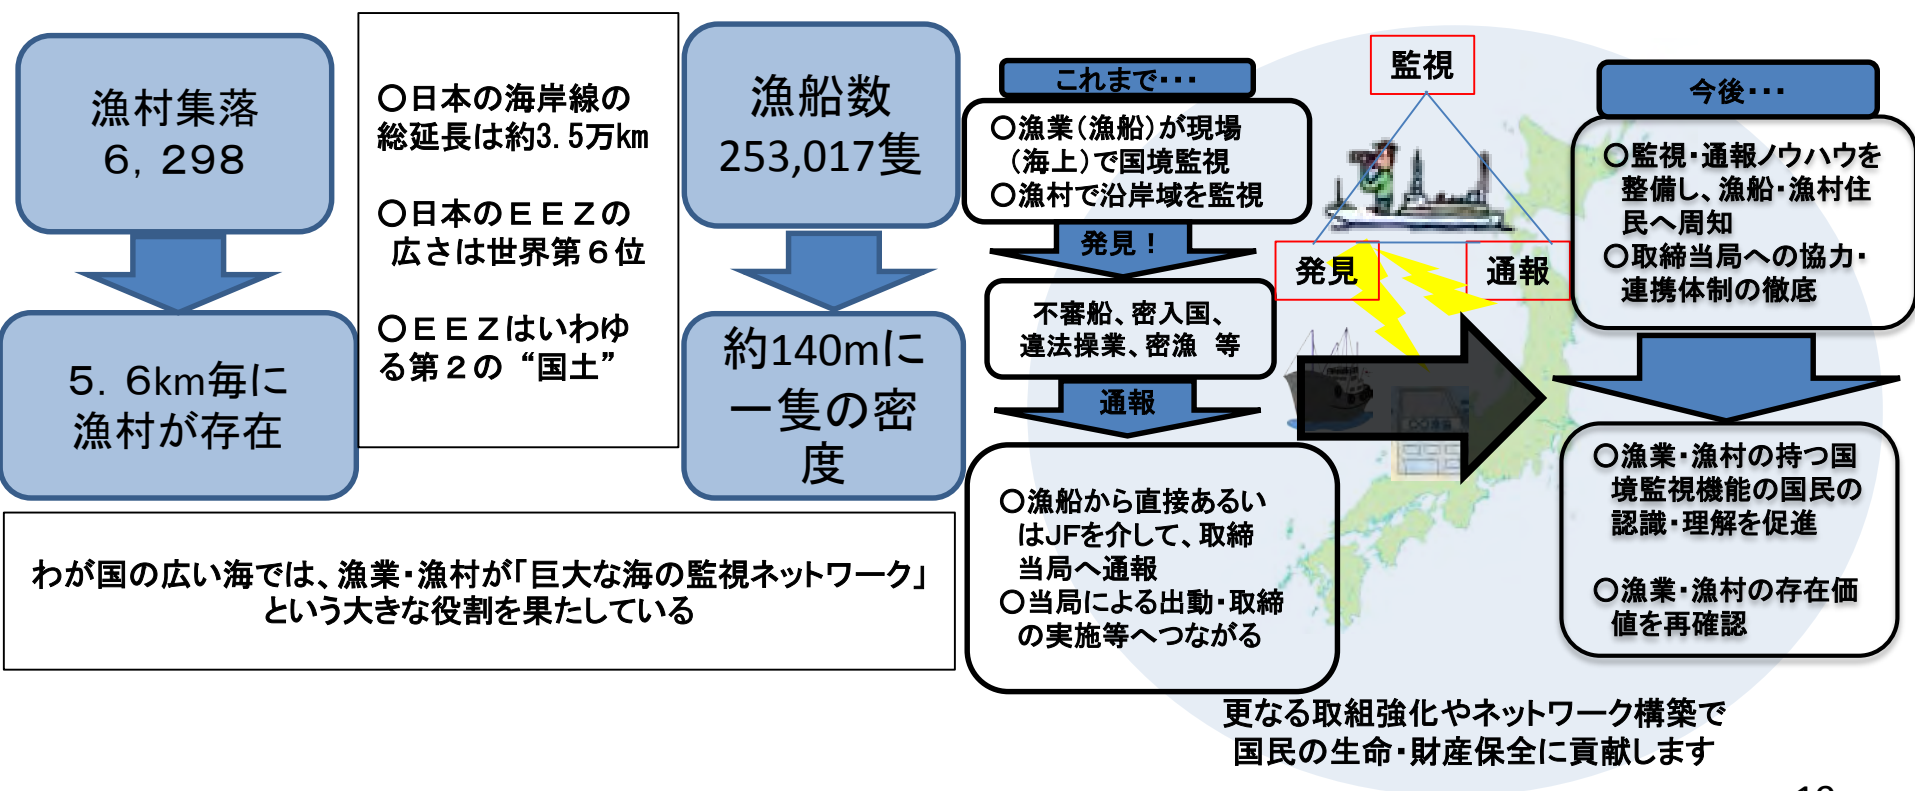 漁村集落
６，２９８
５．６km毎に
漁村が存在
○日本の海岸線の
総延長は約3.5万km
○日本のＥＥＺの
広さは世界第６位
○ＥＥＺはいわゆ
る第２の“国土”
漁船数
253,017隻
約140mに
一隻の密
度
わが国の広い海では、漁業・漁村が「巨大な海の監視ネットワーク」
という大きな役割を果たしている
これまで・・・
○漁業（漁船）が現場
（海上）で国境監視
○漁村で沿岸域を監視
発見！
不審船、密入国、
違法操業、密漁 等
通報
○漁船から直接あるい
はJFを介して、取締
当局へ通報
○当局による出動・取締
の実施等へつながる
監視
発見
通報
今後・・・
○監視・通報ノウハウを
整備し、漁船・漁村住
民へ周知
○取締当局への協力・
連携体制の徹底
○漁業・漁村の持つ国
境監視機能の国民の
認識・理解を促進
○漁業・漁村の存在価
値を再確認
更なる取組強化やネットワーク構築で
国民の生命・財産保全に貢献します